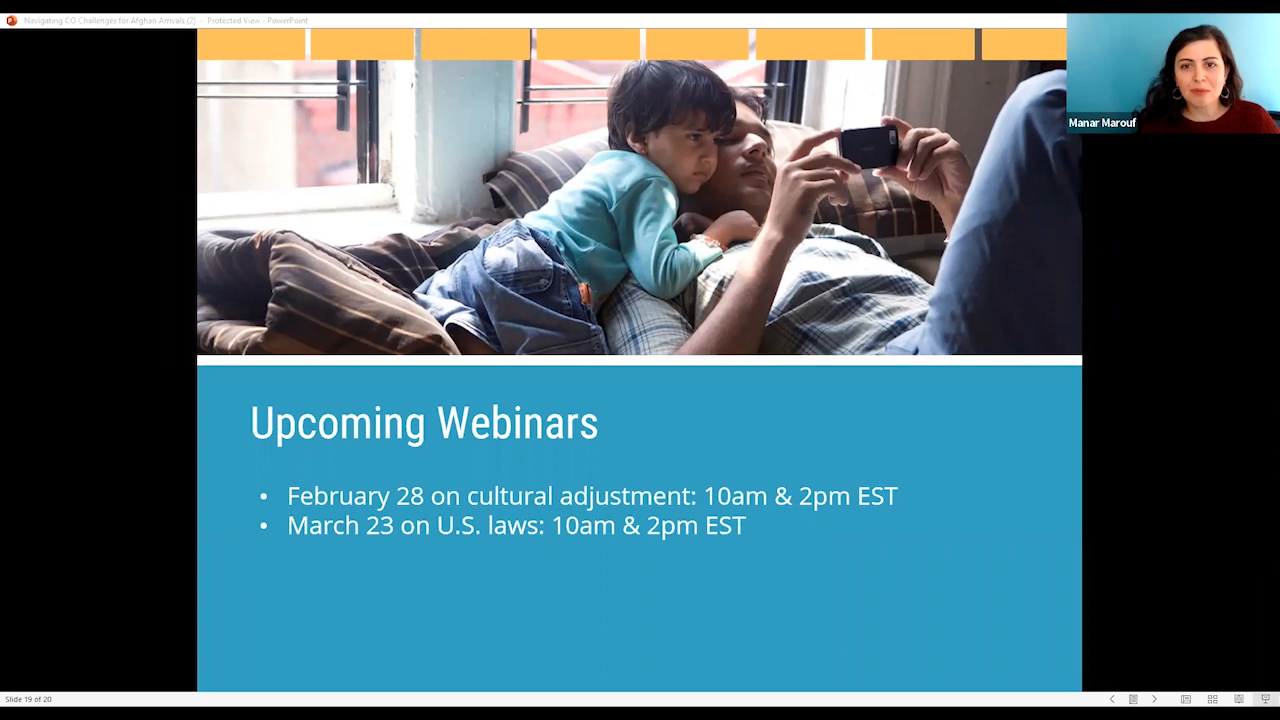 Navigating CO Challenges for Afghan Arrivals (2) - Protected View - PowerPoint
Manar Marouf
Upcoming Webinars
• February 28 on cultural adjustment: 10am & 2pm EST
• March 23 on U.S. laws: 10am & 2pm EST
Slide 19 of 20